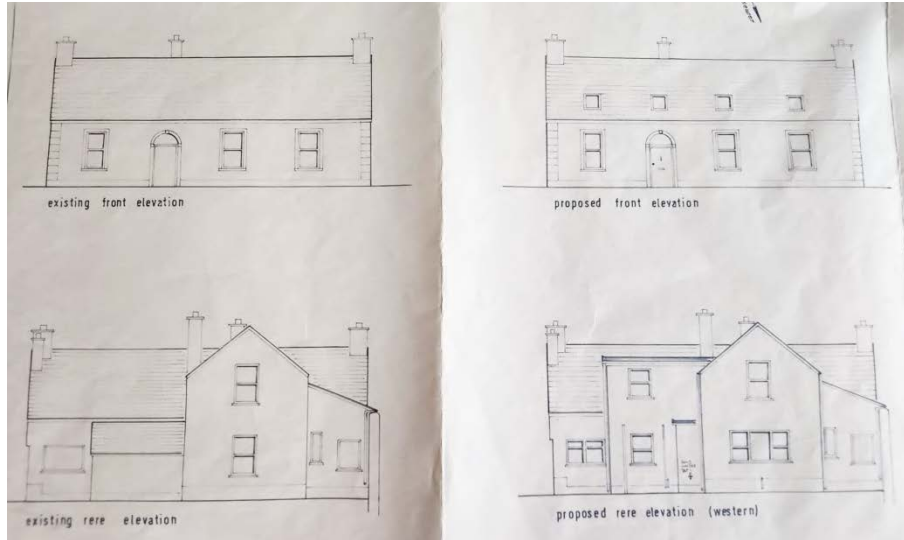 existing front elevation
proposed front elevation
existing rere elevation
proposed rere elevation (western)